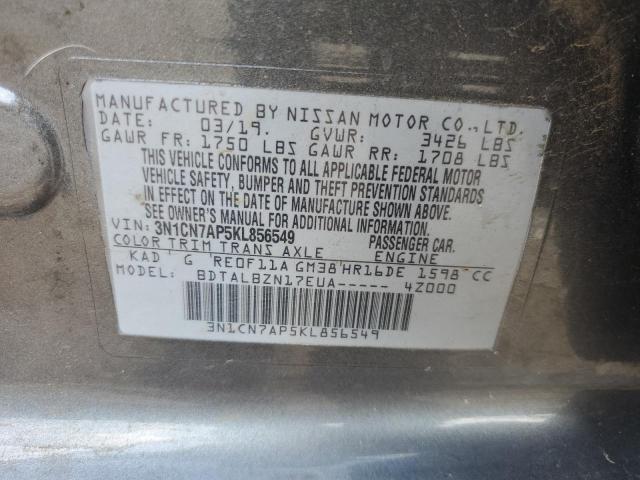 MANUFACTURED BY NISSAN MOTOR CO., LTD.
DATE: 03/19. GVWR: 3426 LBS
GAWR FR: 1750 LBS GAWR RR: 1708 LBS
THIS VEHICLE CONFORMS TO ALL APPLICABLE FEDERAL MOTOR
VEHICLE SAFETY, BUMPER AND THEFT PREVENTION STANDARDS
IN EFFECT ON THE DATE OF MANUFACTURE SHOWN ABOVE.
SEE OWNER'S MANUAL FOR ADDITIONAL INFORMATION.
VIN: 3N1CN7AP5KL856549 PASSENGER CAR.
COLOR TRIM TRANS AXLE ENGINE
KAD G RE0F11A GM38 HR16DE 1598 CC
MODEL: BDTALBZN17EUA----- 4Z000
3N1CN7AP5KL856549